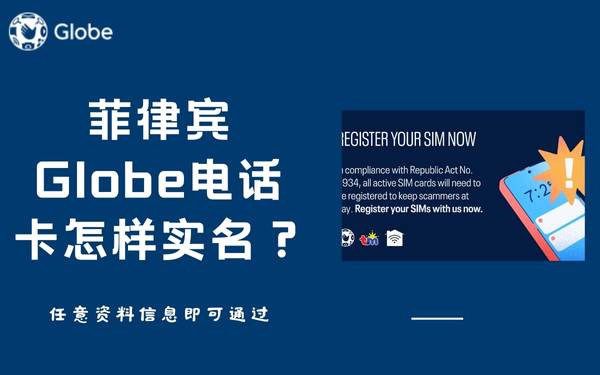 Globe
菲律宾
Globe电话
卡怎样实名？
任意资料信息即可通过
REGISTER YOUR SIM NOW
compliance with Republic Act No.
934, all active SIM cards will need to
e registered to keep scammers at
ay. Register your SIMs with us now.
7:2
tm